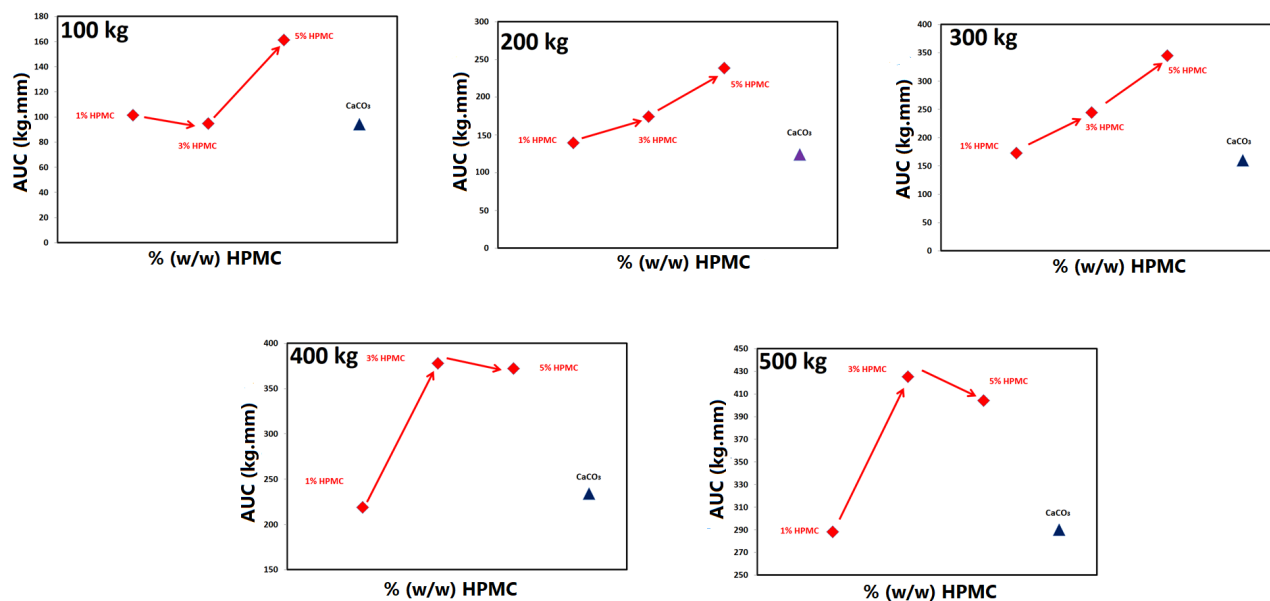 100 kg
AUC (kg.mm)
180
160
140
120
100
80
60
40
20
0
1% HPMC
3% HPMC
5% HPMC
CaCO₃
% (w/w) HPMC
200 kg
AUC (kg.mm)
300
250
200
150
100
50
0
1% HPMC
3% HPMC
5% HPMC
CaCO₃
% (w/w) HPMC
300 kg
AUC (kg.mm)
400
350
300
250
200
150
100
50
0
1% HPMC
3% HPMC
5% HPMC
CaCO₃
% (w/w) HPMC
400 kg
AUC (kg.mm)
400
350
300
250
200
150
1% HPMC
3% HPMC
5% HPMC
CaCO₃
% (w/w) HPMC
500 kg
AUC (kg.mm)
450
430
410
390
370
350
330
310
290
270
250
1% HPMC
3% HPMC
5% HPMC
CaCO₃
% (w/w) HPMC